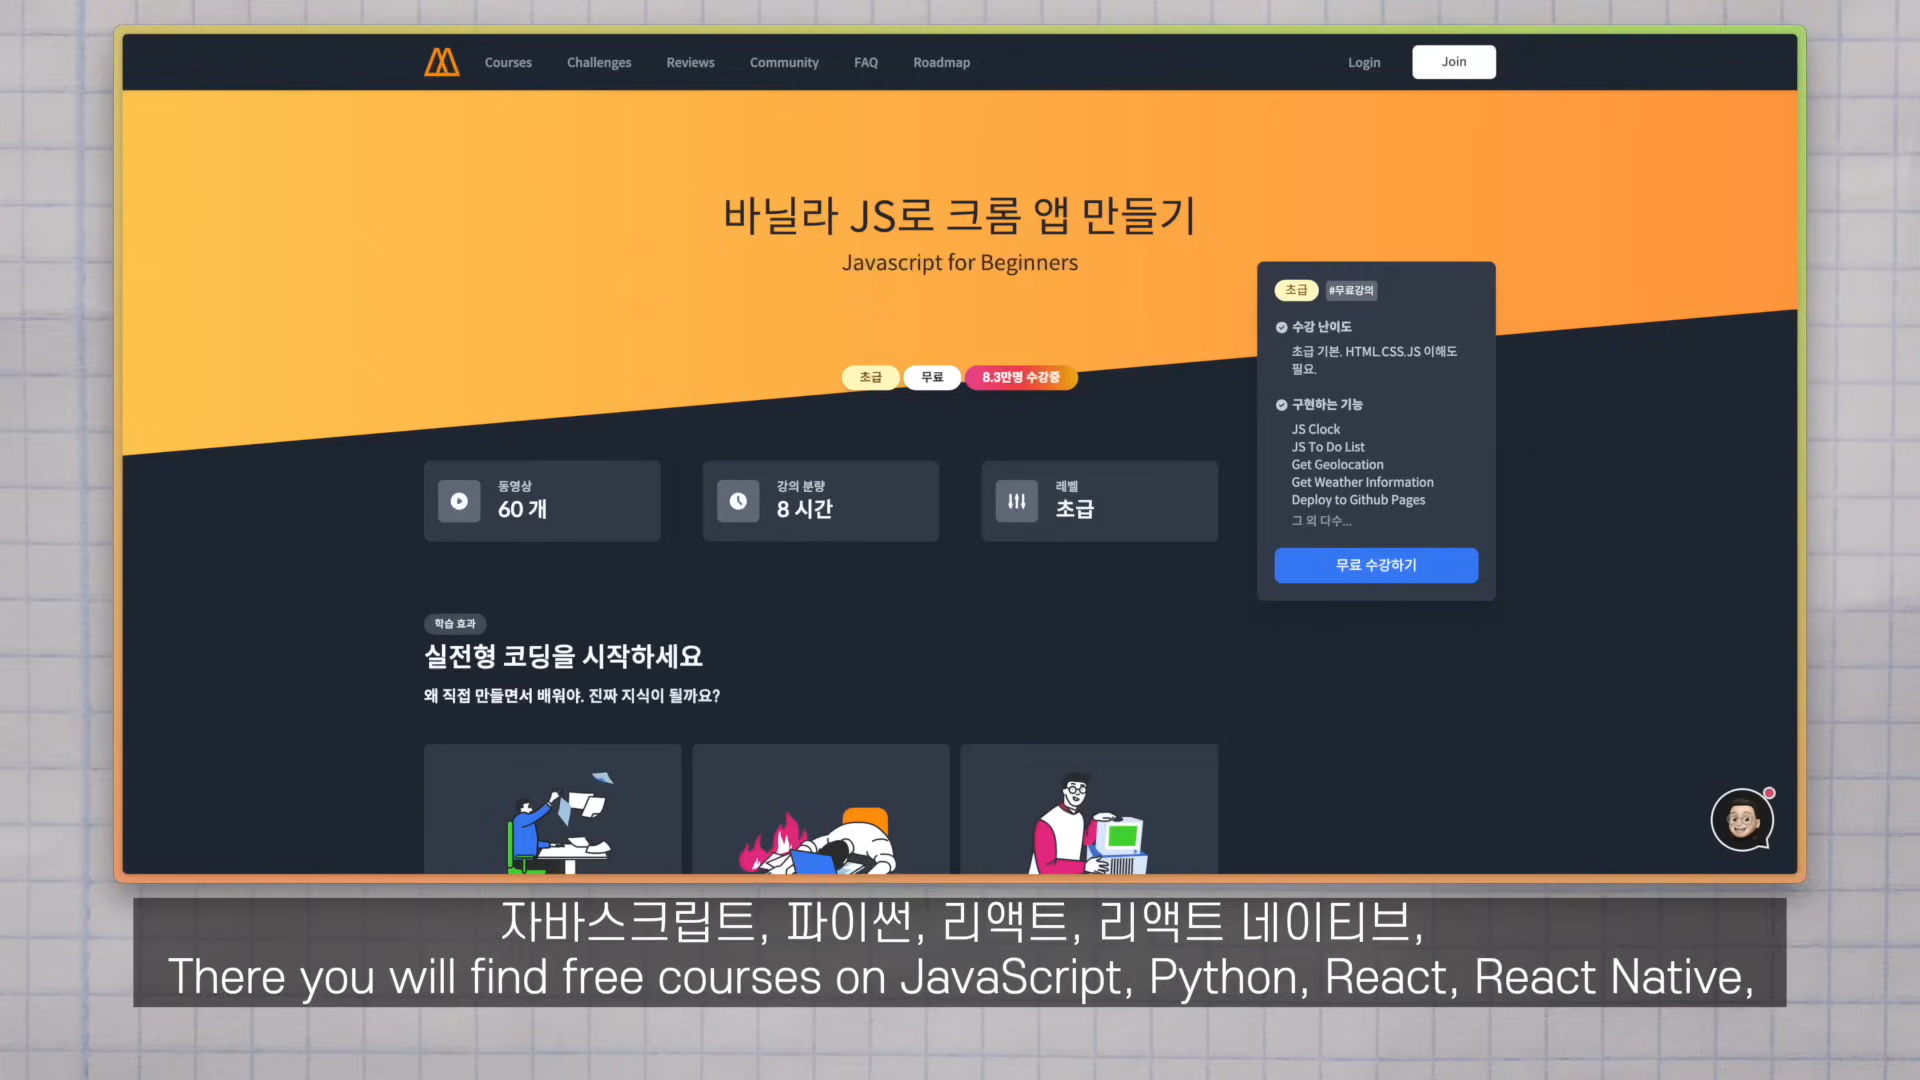 Courses
Challenges
Reviews
Community
FAQ
Roadmap
Login
Join
바닐라 JS로 크롬 앱 만들기
Javascript for Beginners
초급
무료
8.3만명 수강중
초급
#무료강의
수강 난이도
초급 기본. HTML.CSS.JS 이해도
필요.
구현하는 기능
JS Clock
JS To Do List
Get Geolocation
Get Weather Information
Deploy to Github Pages
그 외 다수...
무료 수강하기
동영상
60 개
강의 분량
8 시간
레벨
초급
학습 효과
실전형 코딩을 시작하세요
왜 직접 만들면서 배워야. 진짜 지식이 될까요?
자바스크립트, 파이썬, 리액트, 리액트 네이티브,
There you will find free courses on JavaScript, Python, React, React Native,